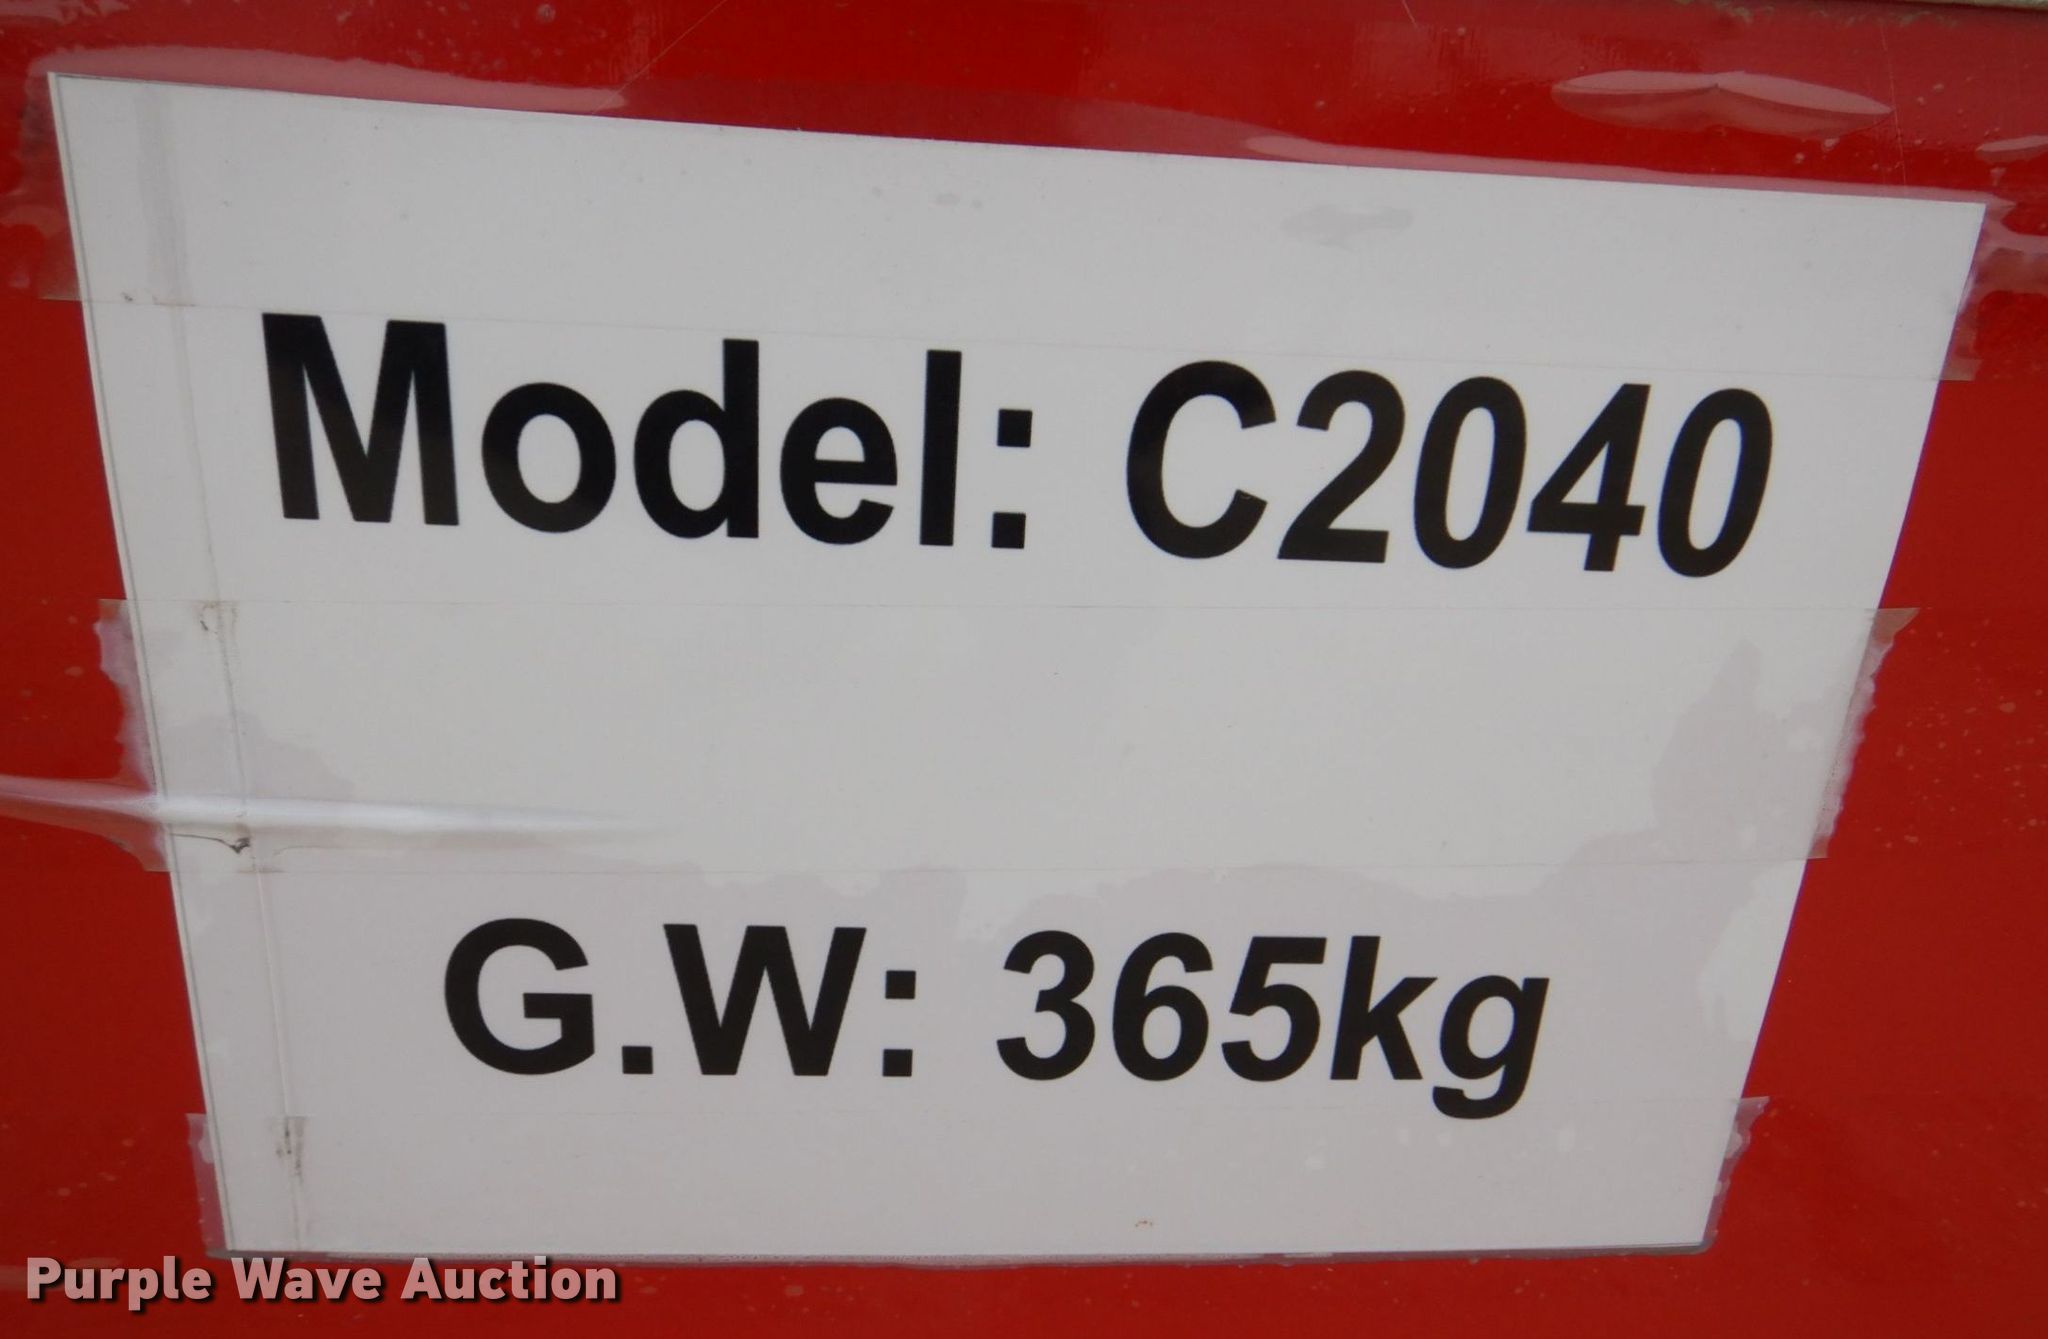 Model: C2040
G.W: 365kg
Purple Wave Auction